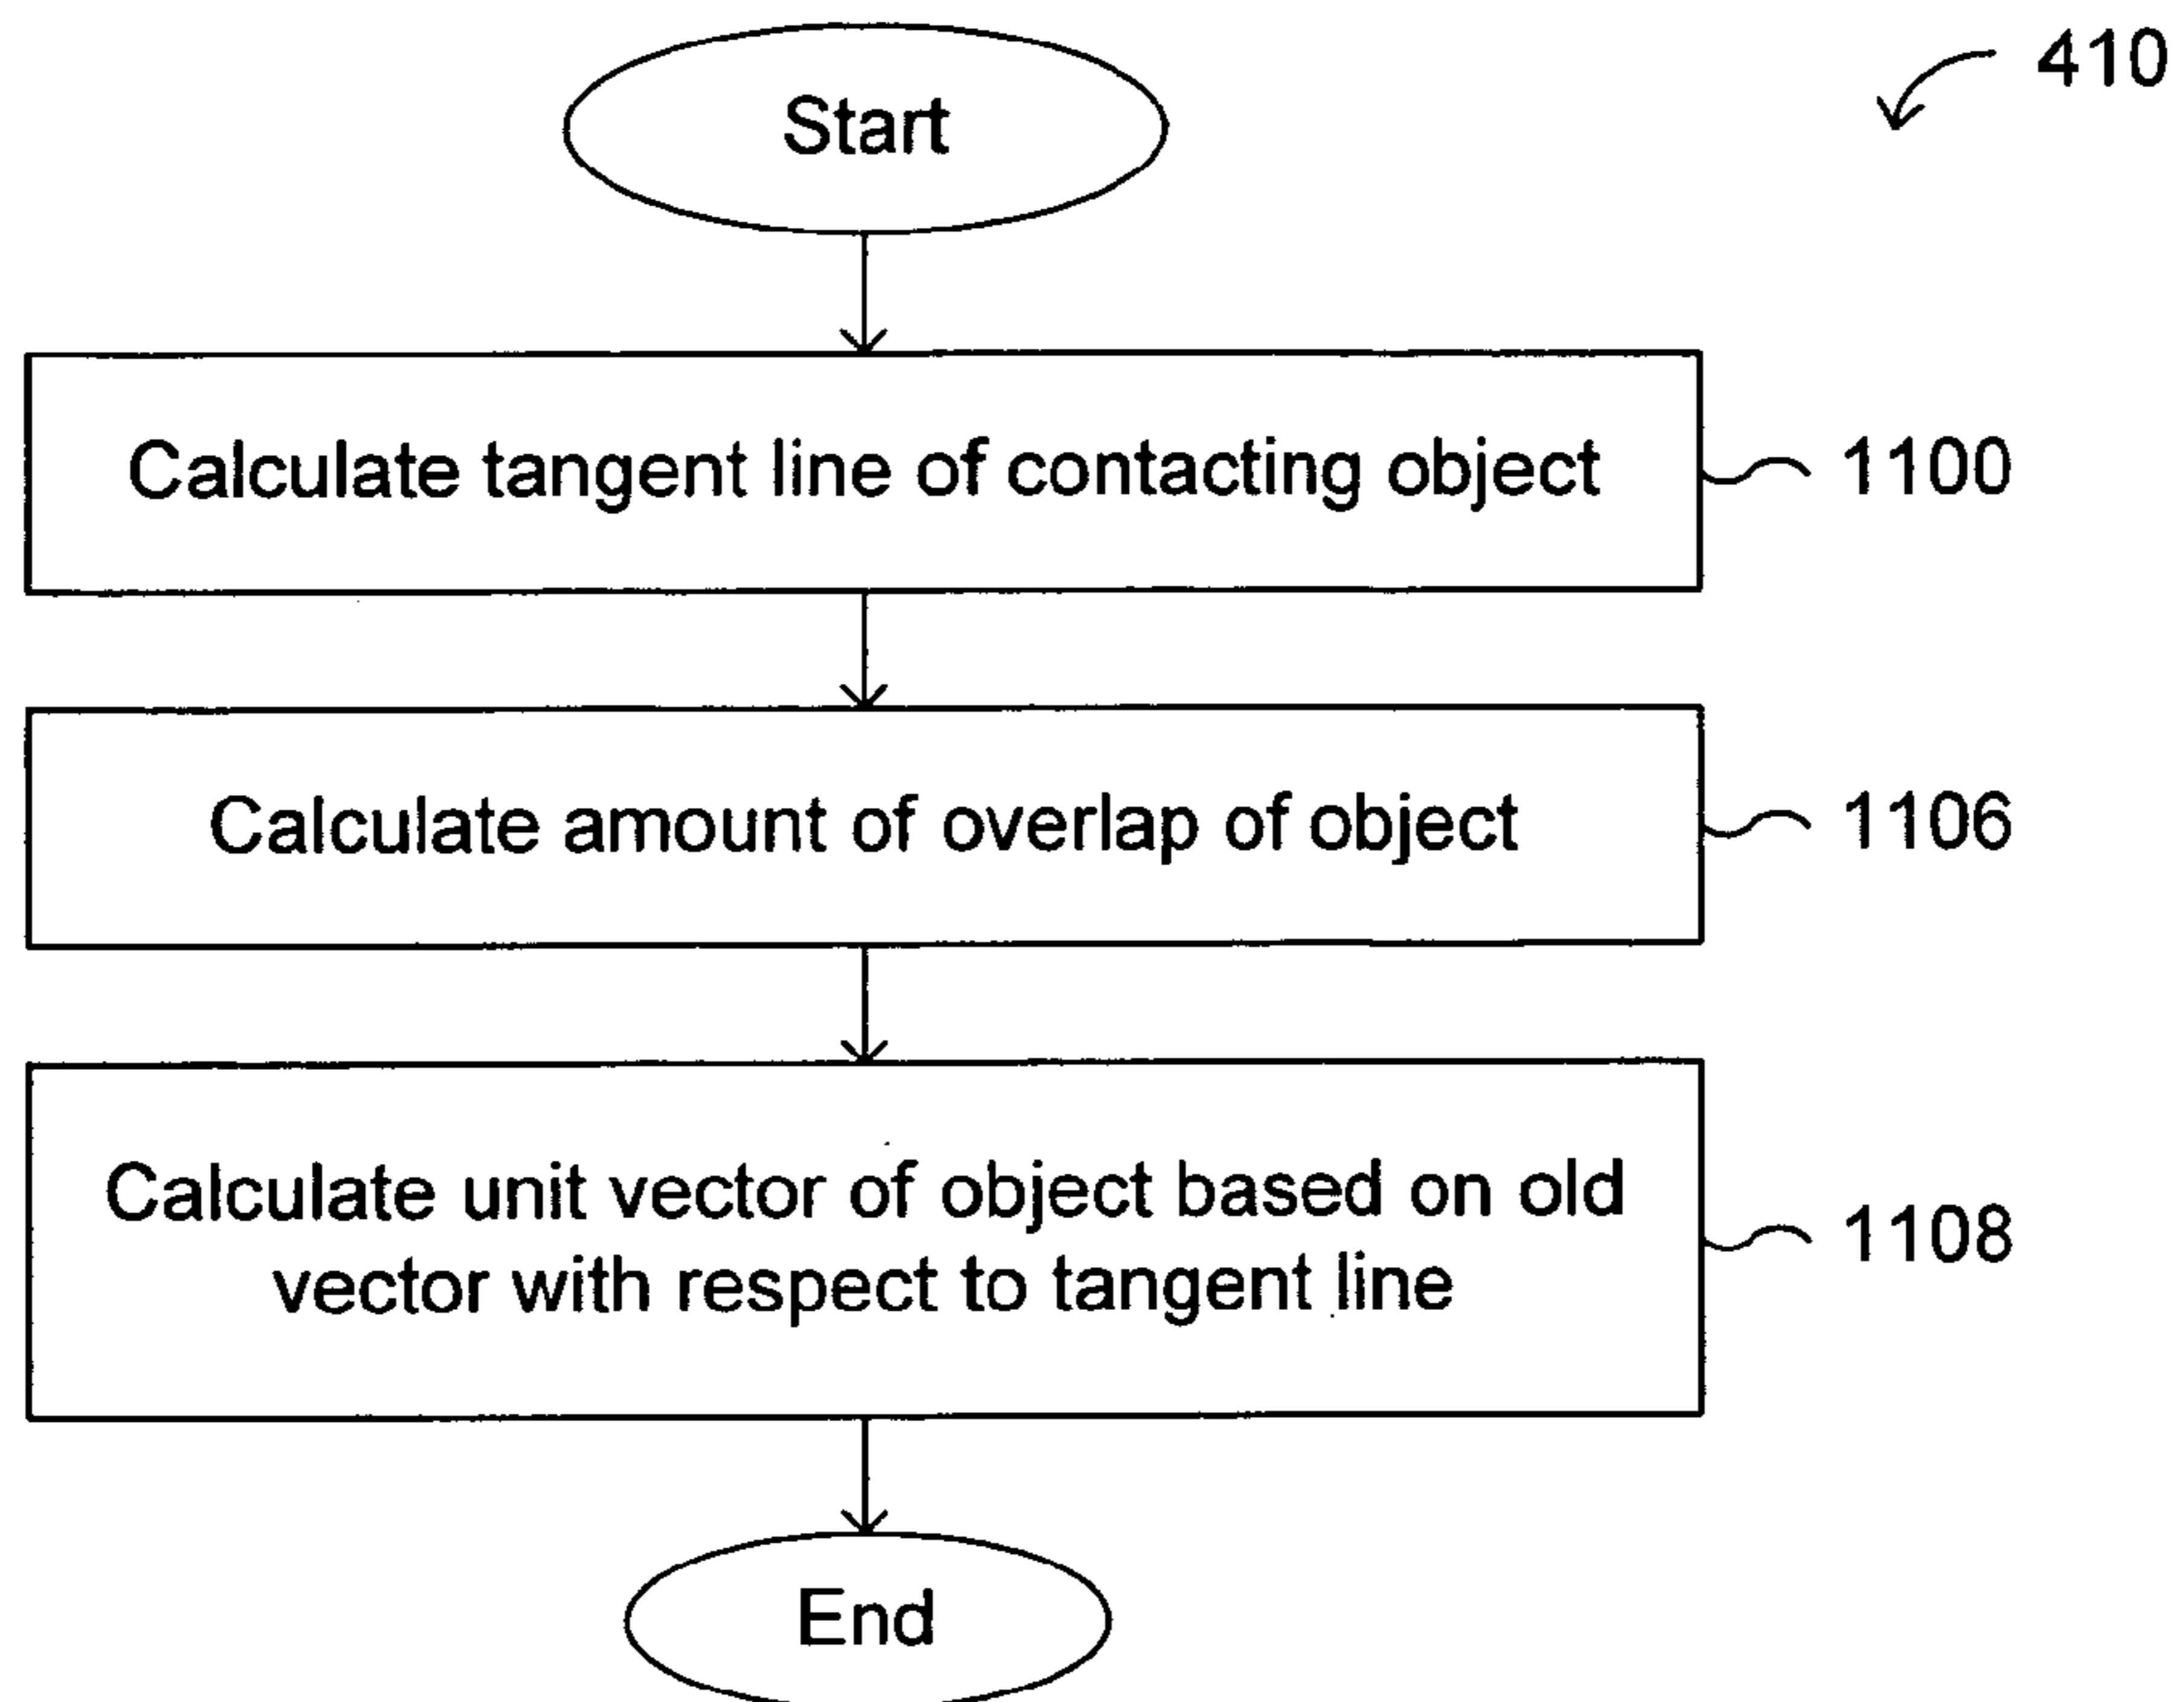 Start
410
Calculate tangent line of contacting object
1100
Calculate amount of overlap of object
1106
Calculate unit vector of object based on old
vector with respect to tangent line
1108
End